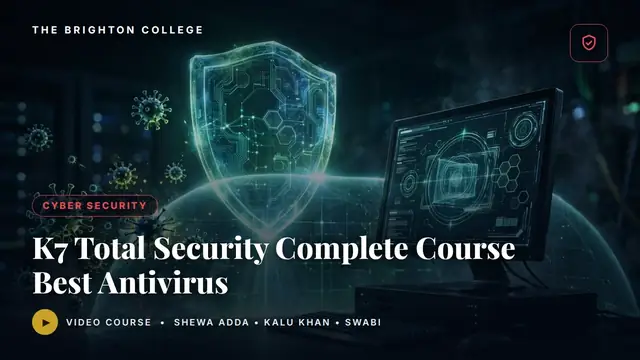 THE BRIGHTON COLLEGE
CYBER SECURITY
K7 Total Security Complete Course
Best Antivirus
VIDEO COURSE • SHEWA ADDA • KALU KHAN • SWABI